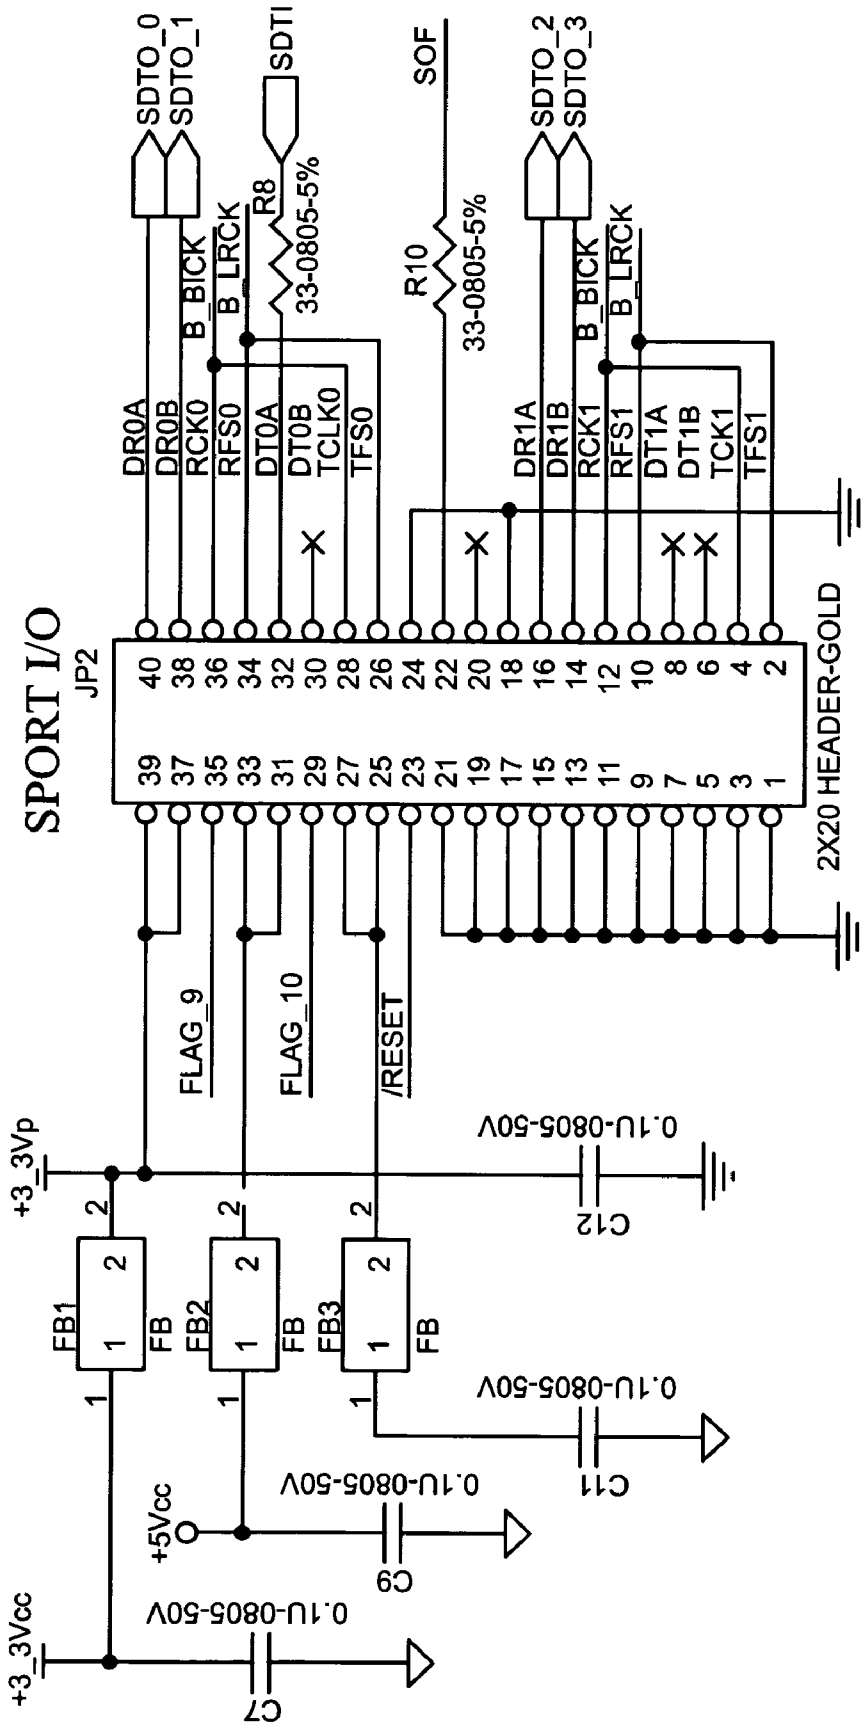 SPORT I/O
JP2
SDTO_0
SDTO_1
B_BICK
B_LRCK
SDTI
R8
33-0805-5%
SOF
R10
33-0805-5%
SDTO_2
SDTO_3
B_BICK
B_LRCK
DR0A
DR0B
RCK0
RFS0
DT0A
DT0B
TCLK0
TFS0
DR1A
DR1B
RCK1
RFS1
DT1A
DT1B
TCK1
TFS1
39 40
37 38
35 36
33 34
31 32
29 30
27 28
25 26
23 24
21 22
19 20
17 18
15 16
13 14
11 12
9 10
7 8
5 6
3 4
1 2
2X20 HEADER-GOLD
FLAG_9
FLAG_10
/RESET
+3_3Vp
C12
0.1U-0805-50V
FB1
1 1 2 2
FB
FB2
1 1 2 2
FB
FB3
1 1 2 2
FB
C11
0.1U-0805-50V
+5Vcc
C9
0.1U-0805-50V
+3_3Vcc
C7
0.1U-0805-50V